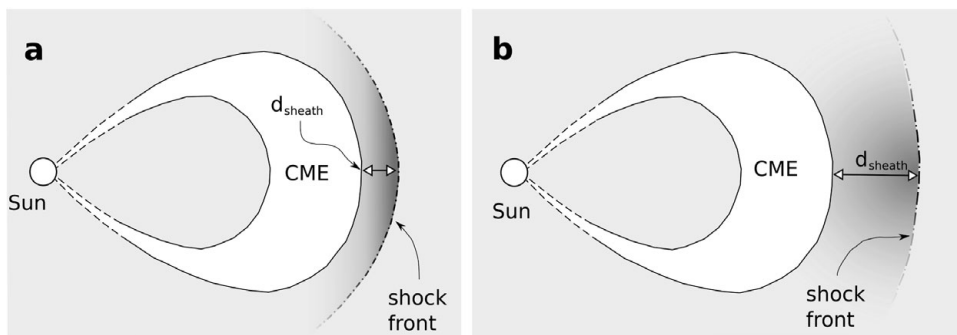 a
d_sheath
CME
Sun
shock
front
b
d_sheath
CME
Sun
shock
front